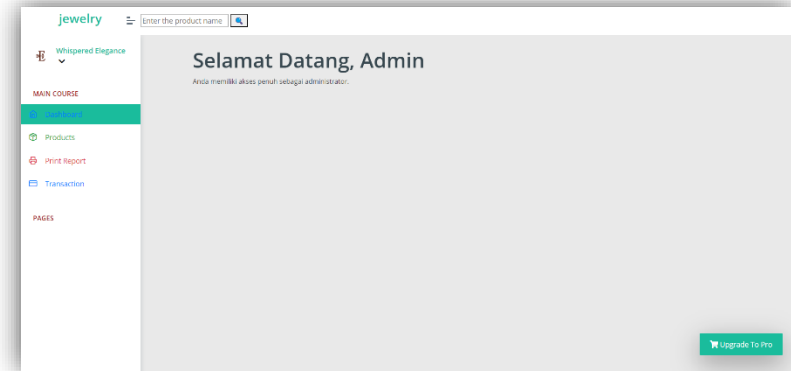 jewelry
Enter the product name
Whispered Elegance
MAIN COURSE
Dashboard
Products
Print Report
Transaction
PAGES
Selamat Datang, Admin
Anda memiliki akses penuh sebagai administrator.
Upgrade To Pro